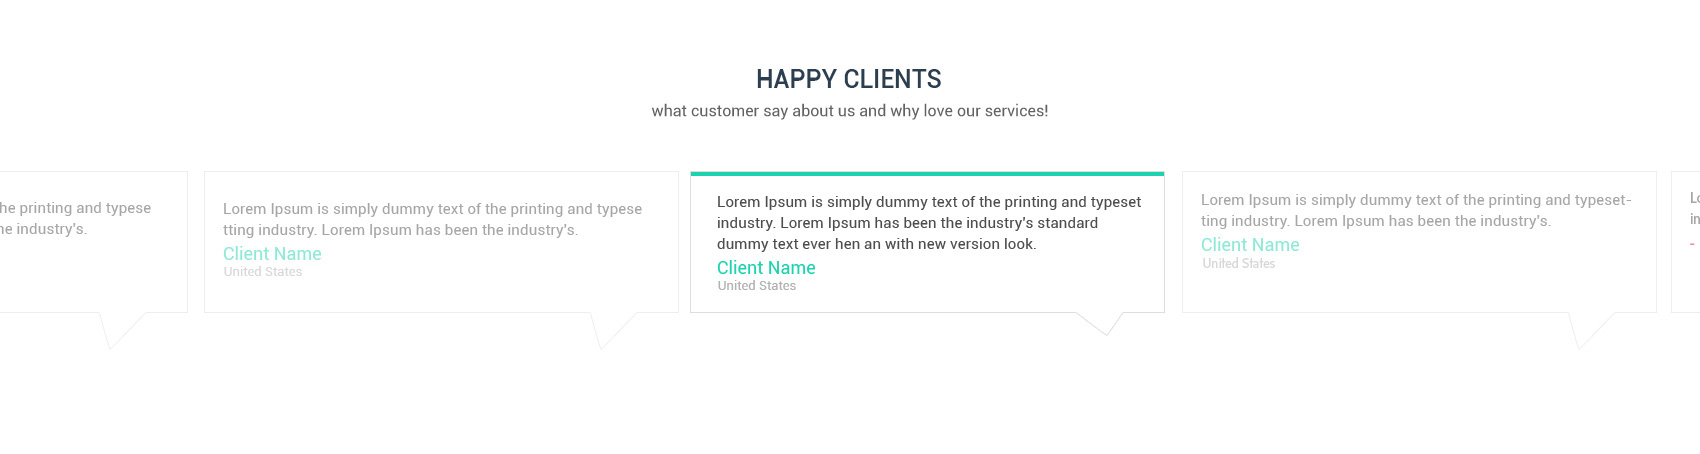 HAPPY CLIENTS
what customer say about us and why love our services!
he printing and typese
ne industry's.
Lorem Ipsum is simply dummy text of the printing and typese
tting industry. Lorem Ipsum has been the industry's.
Client Name
United States
Lorem Ipsum is simply dummy text of the printing and typeset
industry. Lorem Ipsum has been the industry's standard
dummy text ever hen an with new version look.
Client Name
United States
Lorem Ipsum is simply dummy text of the printing and typeset-
ting industry. Lorem Ipsum has been the industry's.
Client Name
United States
Lo
in
-